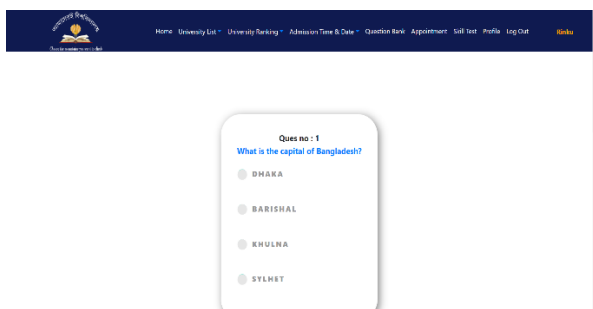 Home University List University Ranking Admission Time & Date Question Bank Appointment Skill Test Profile Log Out Rinku
Ques no : 1
What is the capital of Bangladesh?
DHAKA
BARISHAL
KHULNA
SYLHET